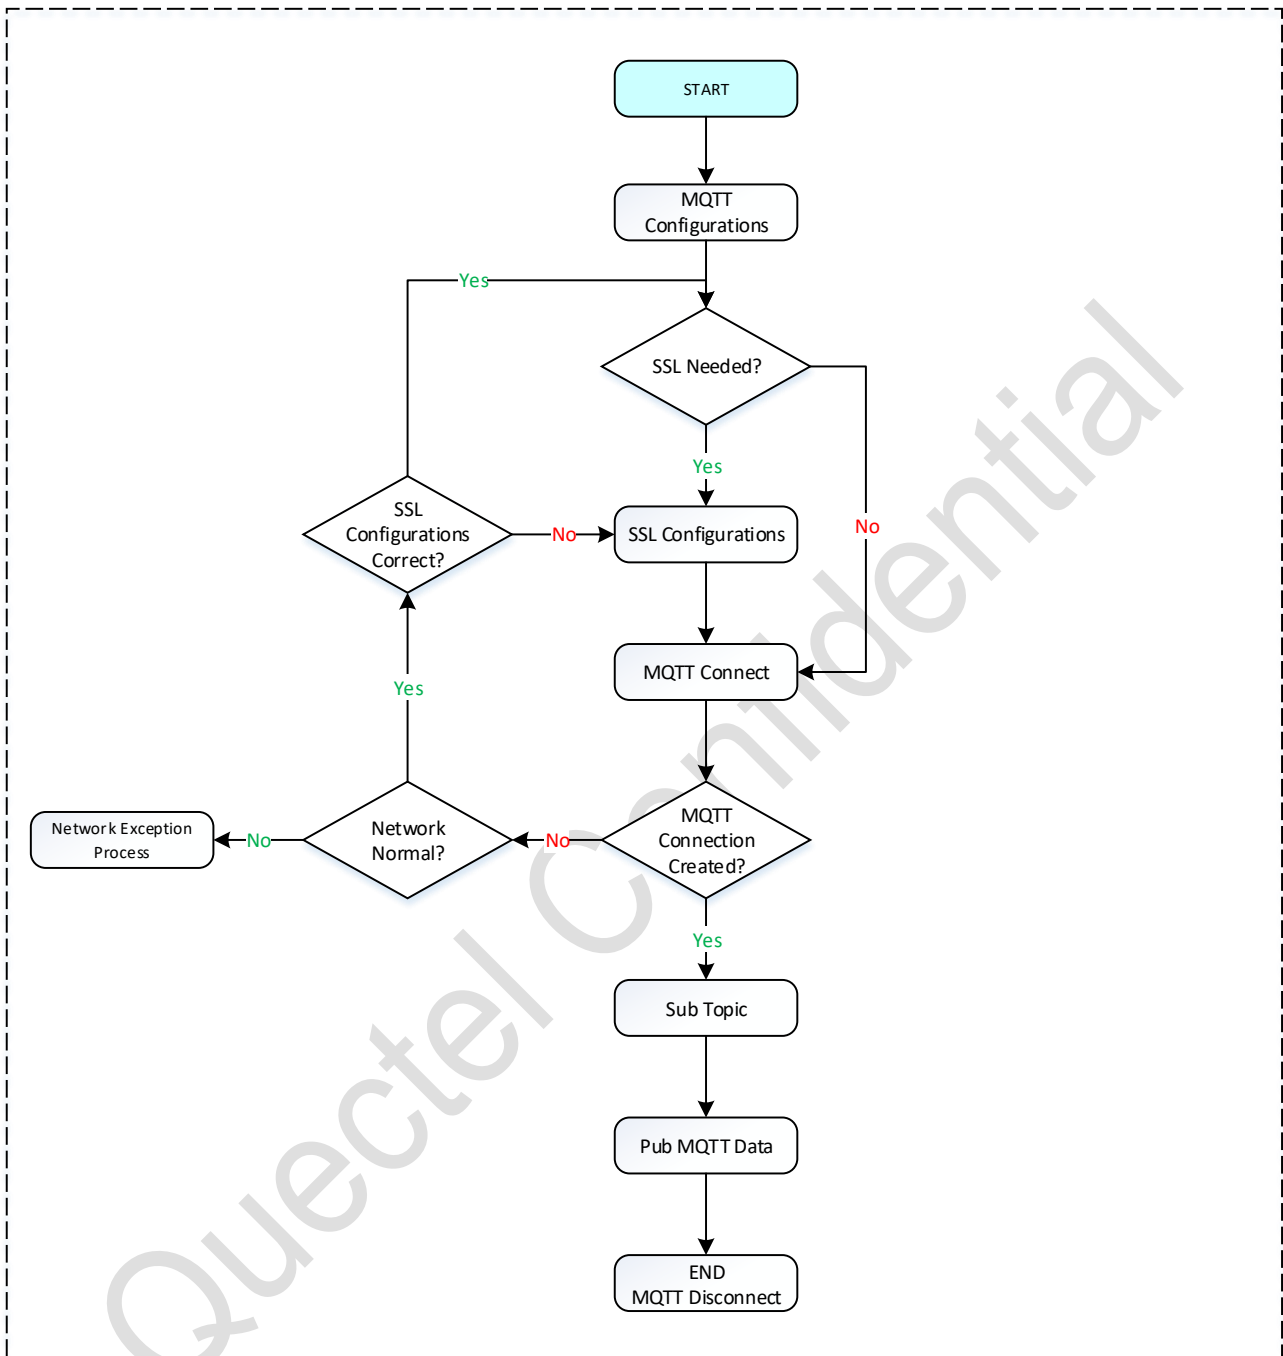 START
MQTT
Configurations
Yes
SSL Needed?
Yes
No
SSL
Configurations
Correct?
No
SSL Configurations
Yes
MQTT Connect
Network Exception
Process
No
Network
Normal?
No
MQTT
Connection
Created?
Yes
Sub Topic
Pub MQTT Data
END
MQTT Disconnect
Quectel Confidential